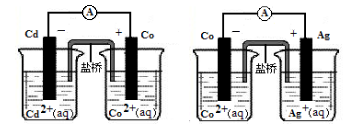 A
Cd − + Co
盐桥
Cd2+(aq) Co2+(aq)
A
Co − + Ag
盐桥
Co2+(aq) Ag+(aq)